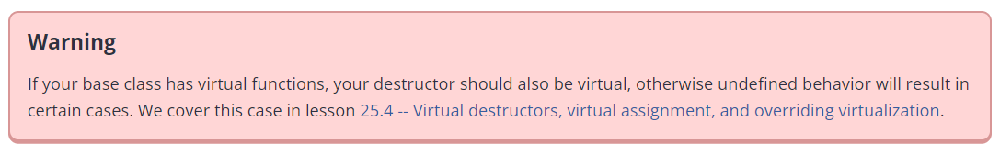 Warning
If your base class has virtual functions, your destructor should also be virtual, otherwise undefined behavior will result in
certain cases. We cover this case in lesson 25.4 -- Virtual destructors, virtual assignment, and overriding virtualization.